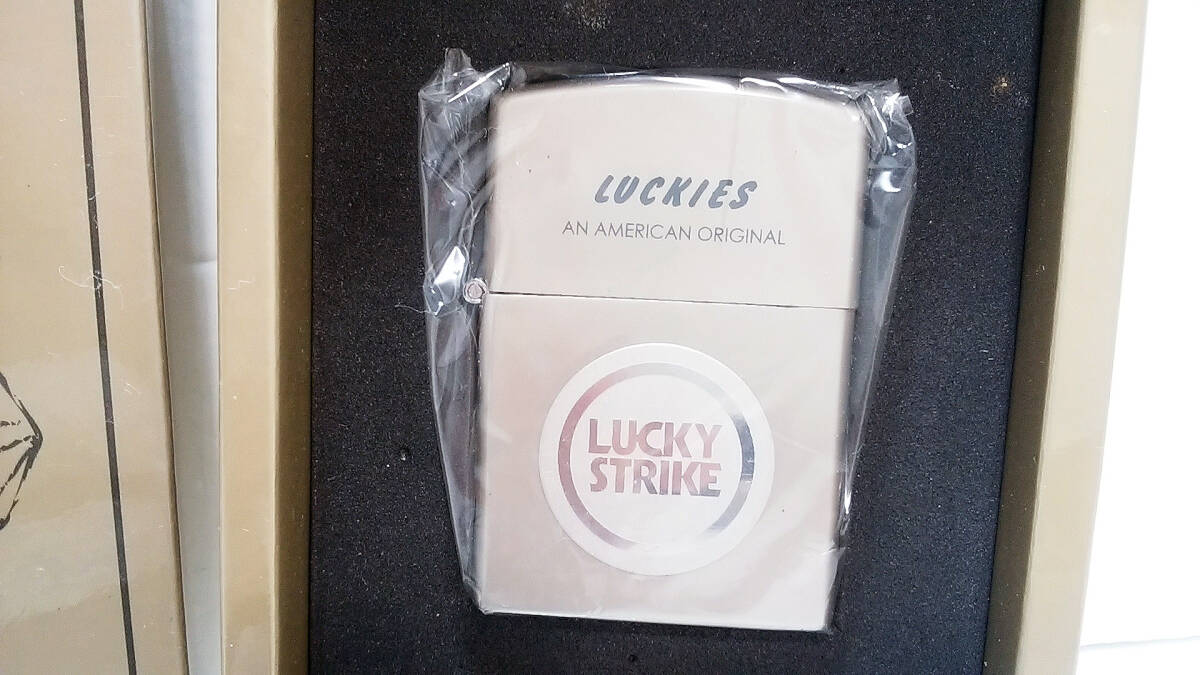 LUCKIES
AN AMERICAN ORIGINAL
LUCKY
STRIKE